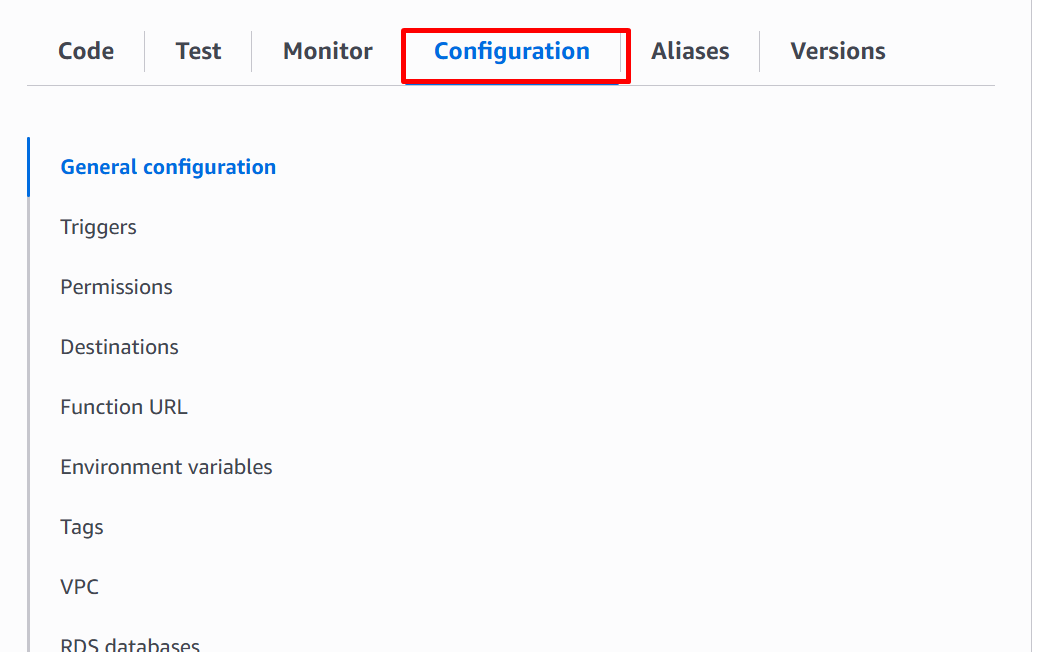 Code Test Monitor Configuration Aliases Versions
General configuration
Triggers
Permissions
Destinations
Function URL
Environment variables
Tags
VPC
RDS databases